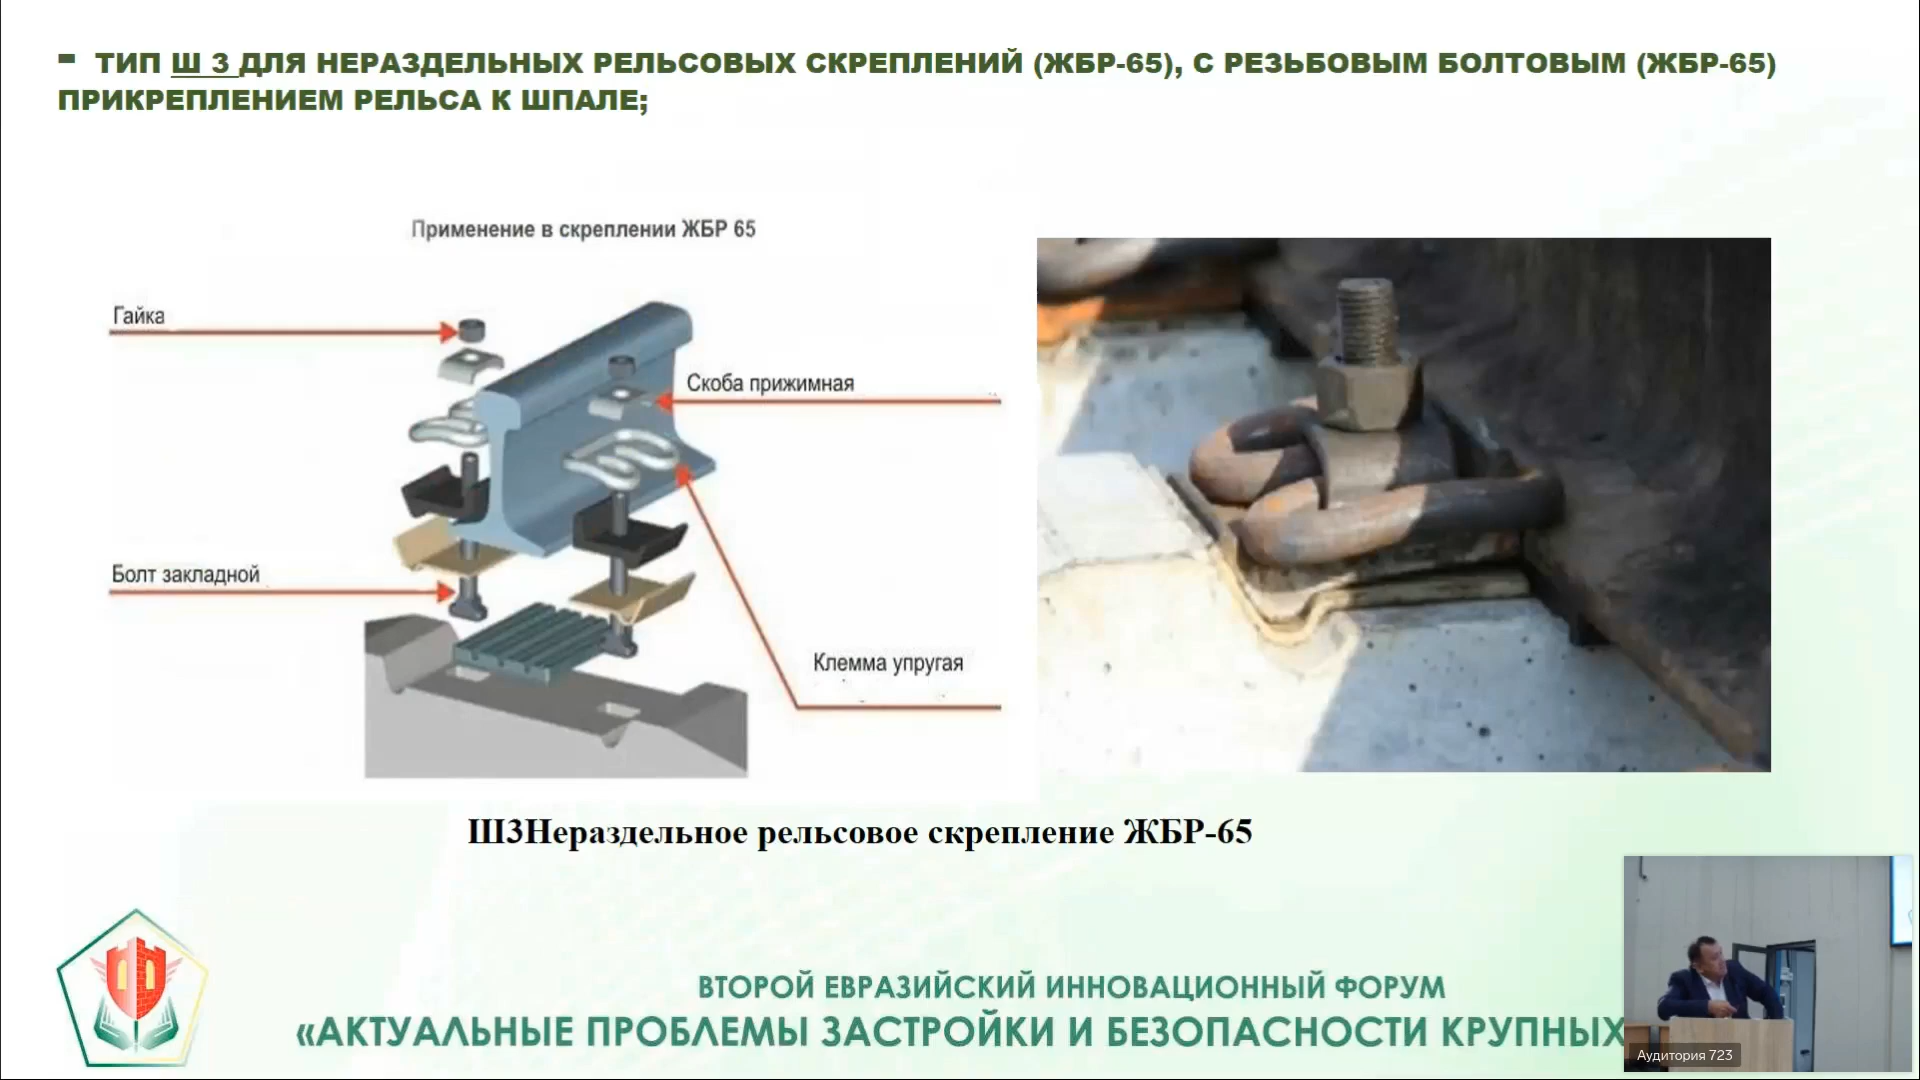 - ТИП Ш 3 ДЛЯ НЕРАЗДЕЛЬНЫХ РЕЛЬСОВЫХ СКРЕПЛЕНИЙ (ЖБР-65), С РЕЗЬБОВЫМ БОЛТОВЫМ (ЖБР-65)
ПРИКРЕПЛЕНИЕМ РЕЛЬСА К ШПАЛЕ;
Применение в скреплении ЖБР 65
Гайка
Скоба прижимная
Болт закладной
Клемма упругая
Ш3Нераздельное рельсовое скрепление ЖБР-65
ВТОРОЙ ЕВРАЗИЙСКИЙ ИННОВАЦИОННЫЙ ФОРУМ
«АКТУАЛЬНЫЕ ПРОБЛЕМЫ ЗАСТРОЙКИ И БЕЗОПАСНОСТИ КРУПНЫХ
Аудитория 723